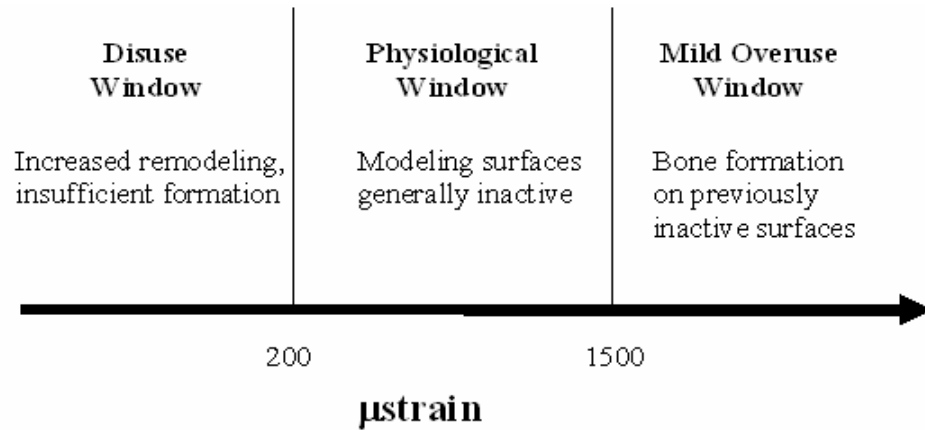 Disuse
Window
Physiological
Window
Mild Overuse
Window
Increased remodeling,
insufficient formation
Modeling surfaces
generally inactive
Bone formation
on previously
inactive surfaces
200
1500
μstrain